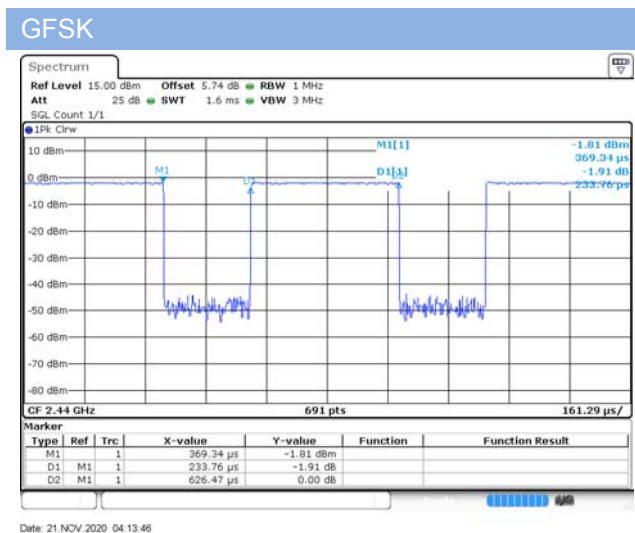 GFSK
Spectrum
Ref Level 15.00 dBm Offset 5.74 dB RBW 1 MHz
Att 25 dB SWT 1.6 ms VBW 3 MHz
SGL Count 1/1
1Pk Clrw
M1[1] -1.81 dBm
10 dBm
369.34 µs
M1
D1[1] -1.91 dB
0 dBm
D1
D2
233.76 µs
-10 dBm
-20 dBm
-30 dBm
-40 dBm
-50 dBm
-60 dBm
-70 dBm
-80 dBm
CF 2.44 GHz 691 pts 161.29 µs/
Marker
Type Ref Trc X-value Y-value Function Function Result
M1 1 369.34 µs -1.81 dBm
D1 M1 1 233.76 µs -1.91 dB
D2 M1 1 626.47 µs 0.00 dB
Date: 21.NOV.2020 04:13:46